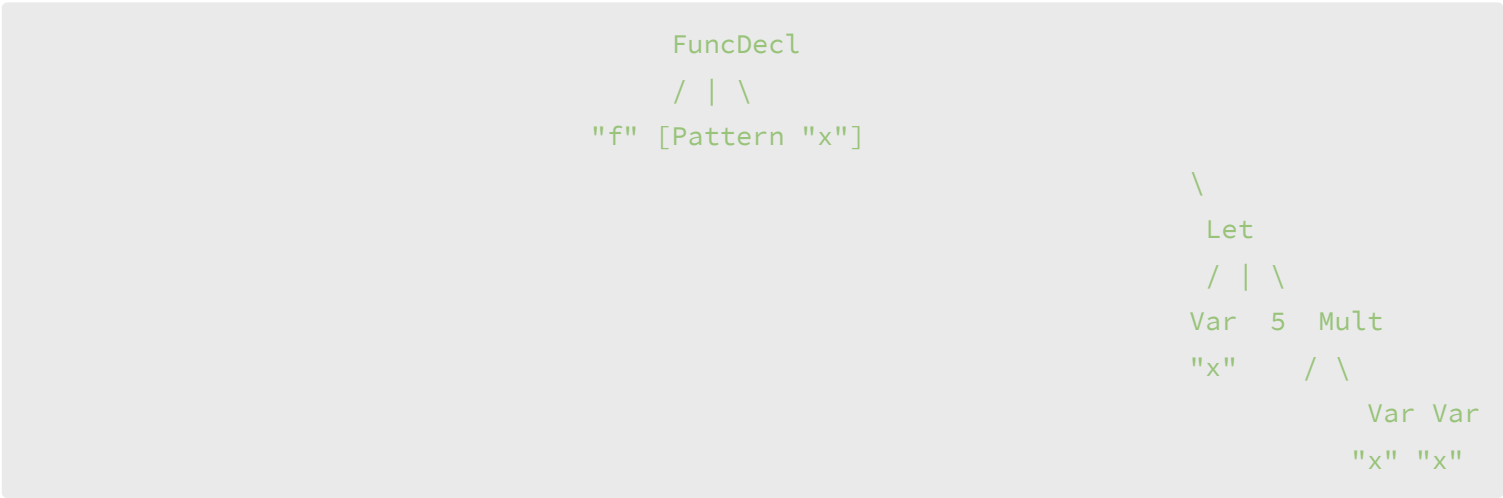 FuncDecl
/ | \
"f" [Pattern "x"]
\
Let
/ | \
Var 5 Mult
"x" / \
Var Var
"x" "x"